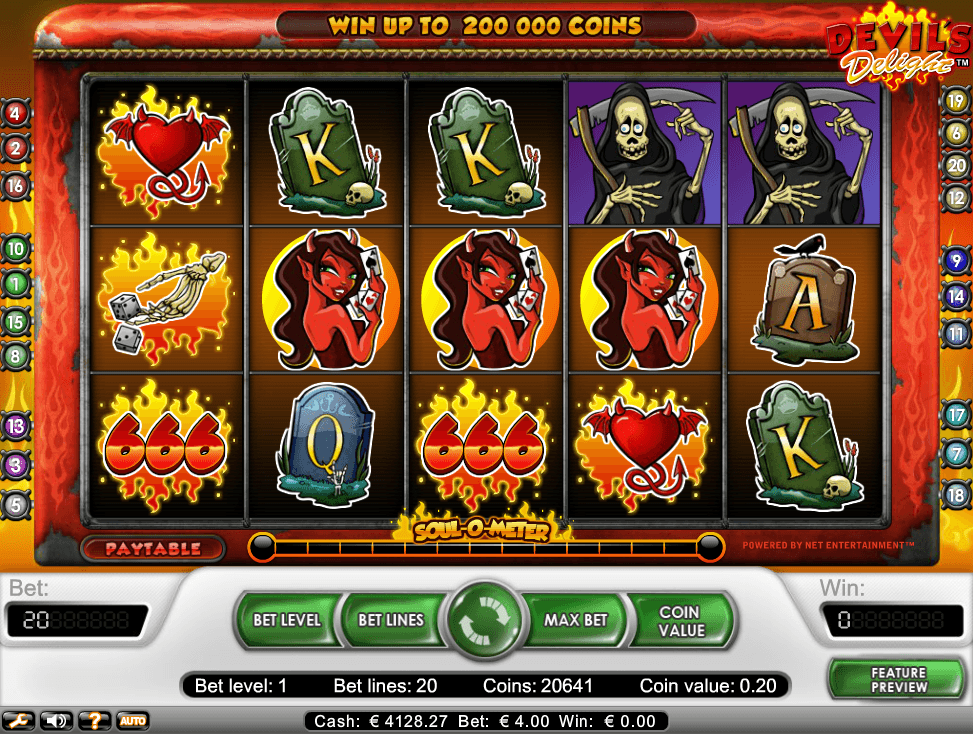 WIN UP TO 200 000 COINS
DEVILS
Delight™
4
2
16
10
1
15
8
13
3
5
K
K
A
666
Q
666
K
19
6
20
12
9
14
11
17
7
18
SOUL-O-METER
PAYTABLE
POWERED BY NET ENTERTAINMENT™
Bet:
20
Win:
0
BET LEVEL
BET LINES
MAX BET
COIN
VALUE
FEATURE
PREVIEW
Bet level: 1 Bet lines: 20 Coins: 20641 Coin value: 0.20
? AUTO
Cash: € 4128.27 Bet: € 4.00 Win: € 0.00